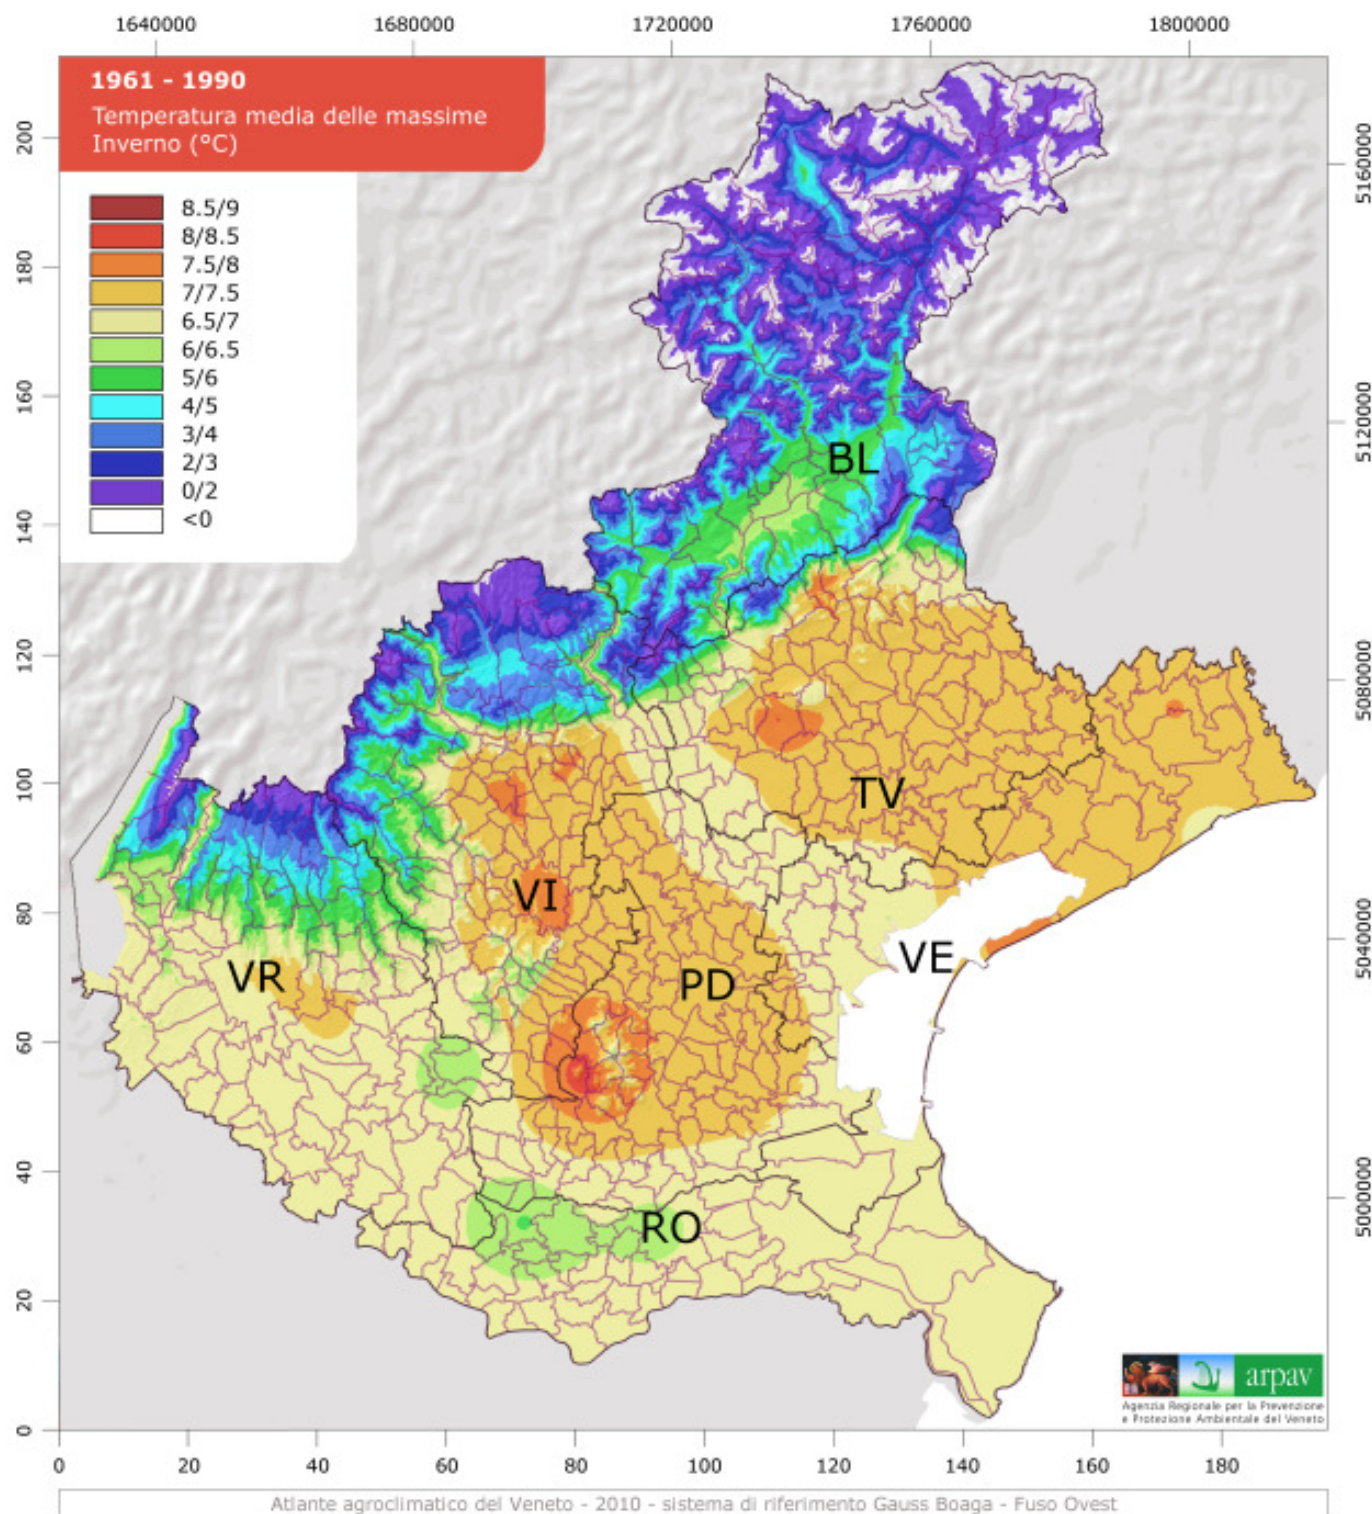 1640000 1680000 1720000 1760000 1800000
1961 - 1990
Temperatura media delle massime
Inverno (°C)
8.5/9
8/8.5
7.5/8
7/7.5
6.5/7
6/6.5
5/6
4/5
3/4
2/3
0/2
<0
200
180
160
140
120
100
80
60
40
20
0
5160000
5120000
5080000
5040000
5000000
BL
TV
VI
VE
VR
PD
RO
arpav
Agenzia Regionale per la Prevenzione
e Protezione Ambientale del Veneto
0 20 40 60 80 100 120 140 160 180
Atlante agroclimatico del Veneto - 2010 - sistema di riferimento Gauss Boaga - Fuso Ovest